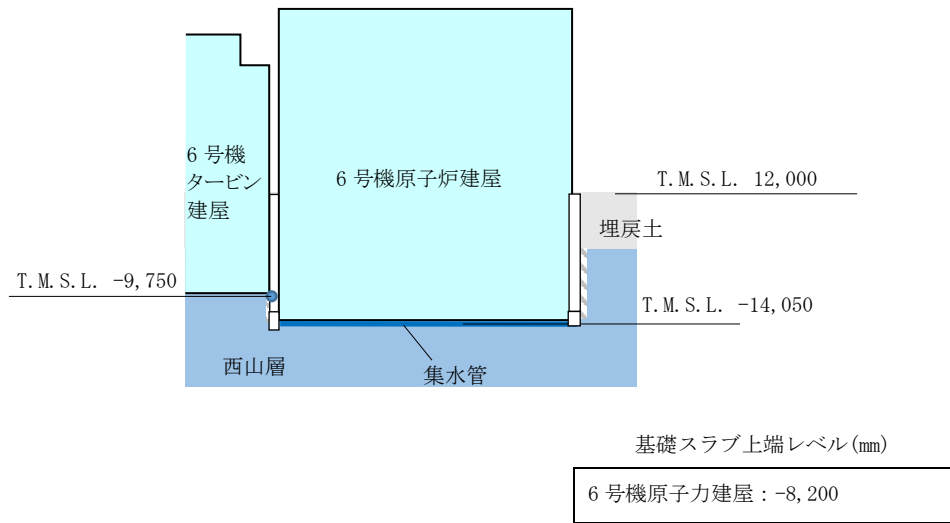 6 号機
タービン
建屋
6 号機原子炉建屋
T.M.S.L. 12,000
埋戻土
T.M.S.L. -9,750
T.M.S.L. -14,050
西山層
集水管
基礎スラブ上端レベル(㎜)
6 号機原子力建屋：-8,200